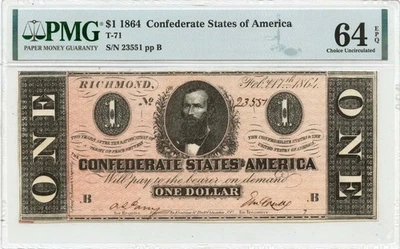 PMG
PAPER MONEY GUARANTY
$1 1864 Confederate States of America
T-71
S/N 23551 pp B
64 EPQ
Choice Uncirculated
RICHMOND,
Feb. 17th 1864.
No
23551
1
1
ONE
ONE
CONFEDERATE STATES OF AMERICA
Will pay to the bearer on demand
ONE DOLLAR
B
B